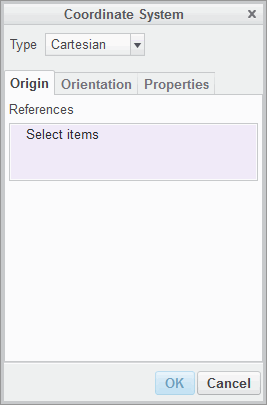 Coordinate System x
Type Cartesian
Origin Orientation Properties
References
Select items
OK Cancel